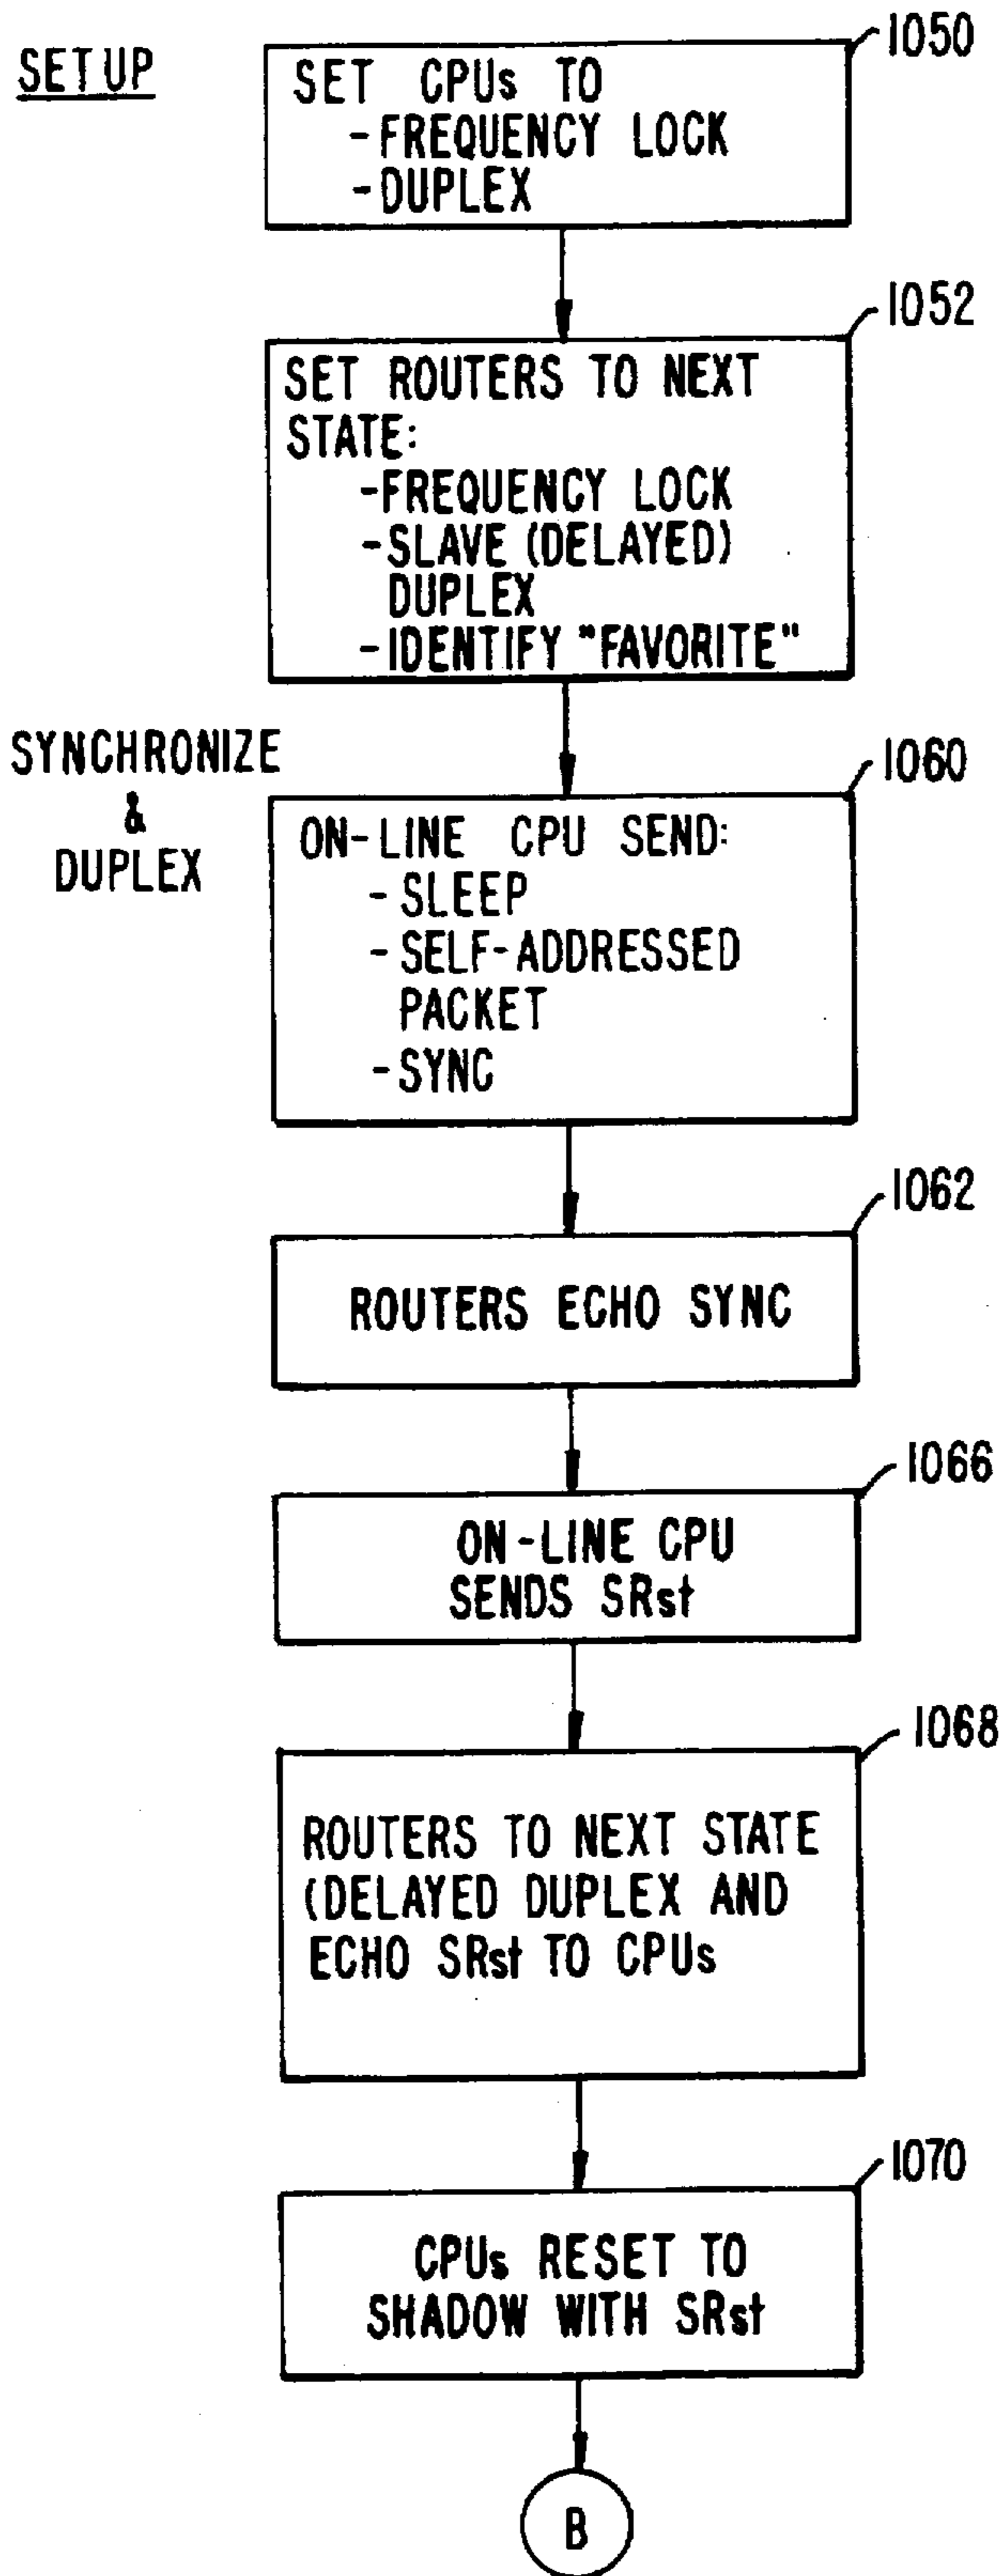 SETUP
1050
SET CPUs TO
-FREQUENCY LOCK
-DUPLEX
1052
SET ROUTERS TO NEXT
STATE:
-FREQUENCY LOCK
-SLAVE (DELAYED)
DUPLEX
-IDENTIFY "FAVORITE"
SYNCHRONIZE
&
DUPLEX
1060
ON-LINE CPU SEND:
-SLEEP
-SELF-ADDRESSED
PACKET
-SYNC
1062
ROUTERS ECHO SYNC
1066
ON-LINE CPU
SENDS SRst
1068
ROUTERS TO NEXT STATE
(DELAYED DUPLEX AND
ECHO SRst TO CPUs
1070
CPUs RESET TO
SHADOW WITH SRst
B